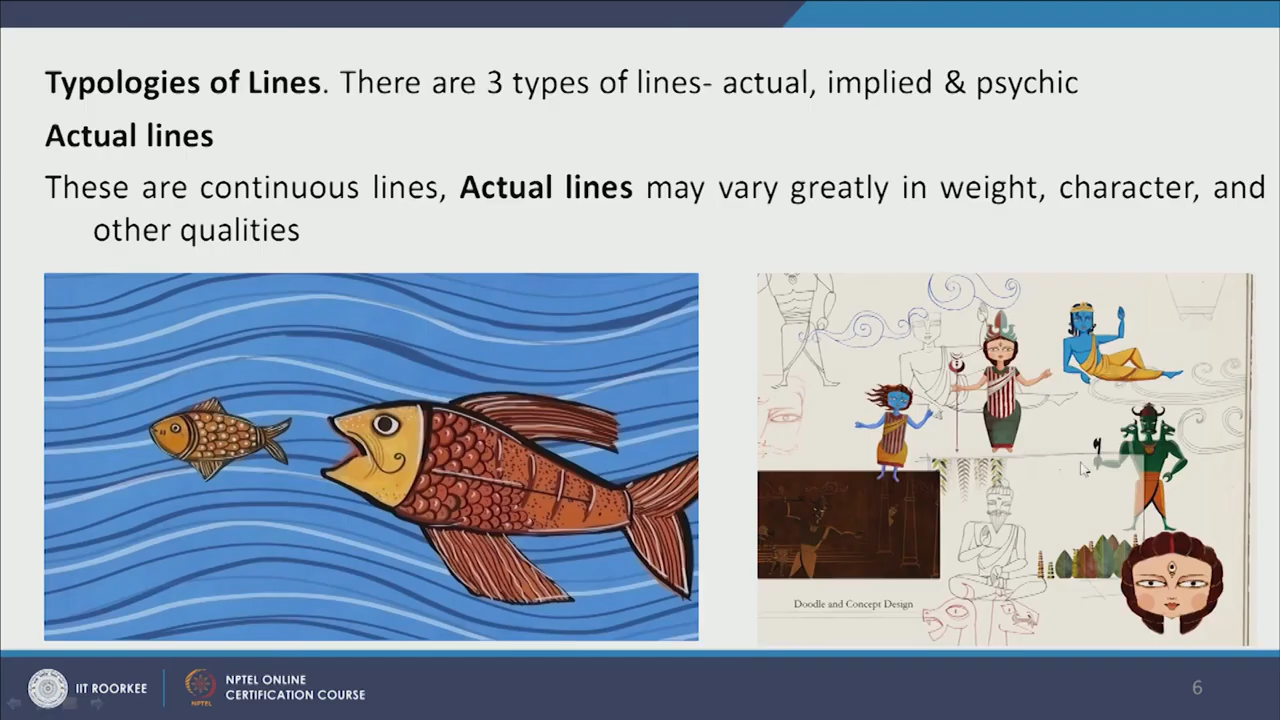 Typologies of Lines. There are 3 types of lines- actual, implied & psychic
Actual lines
These are continuous lines, Actual lines may vary greatly in weight, character, and
other qualities
Doodle and Concept Design
IIT ROORKEE
NPTEL
NPTEL ONLINE
CERTIFICATION COURSE
6